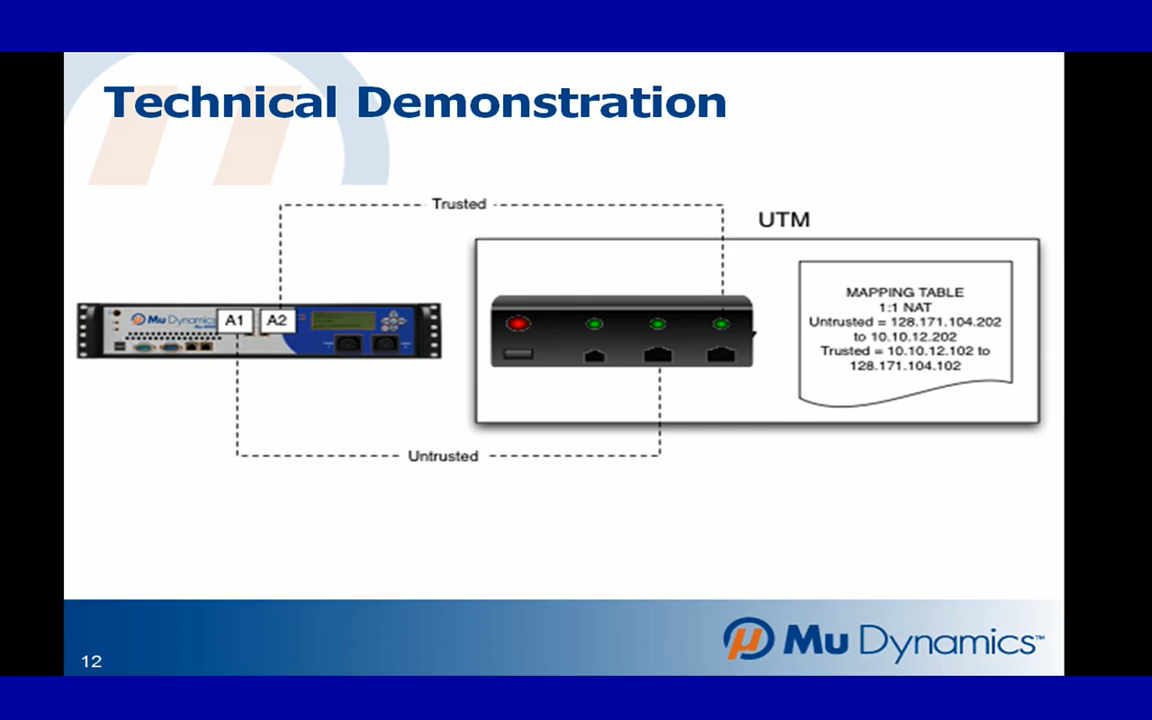 Technical Demonstration
Trusted
UTM
Mu Dynamics
A1
A2
MAPPING TABLE
1:1 NAT
Untrusted = 128.171.104.202
to 10.10.12.202
Trusted = 10.10.12.102 to
128.171.104.102
Untrusted
12
µ Mu Dynamics™